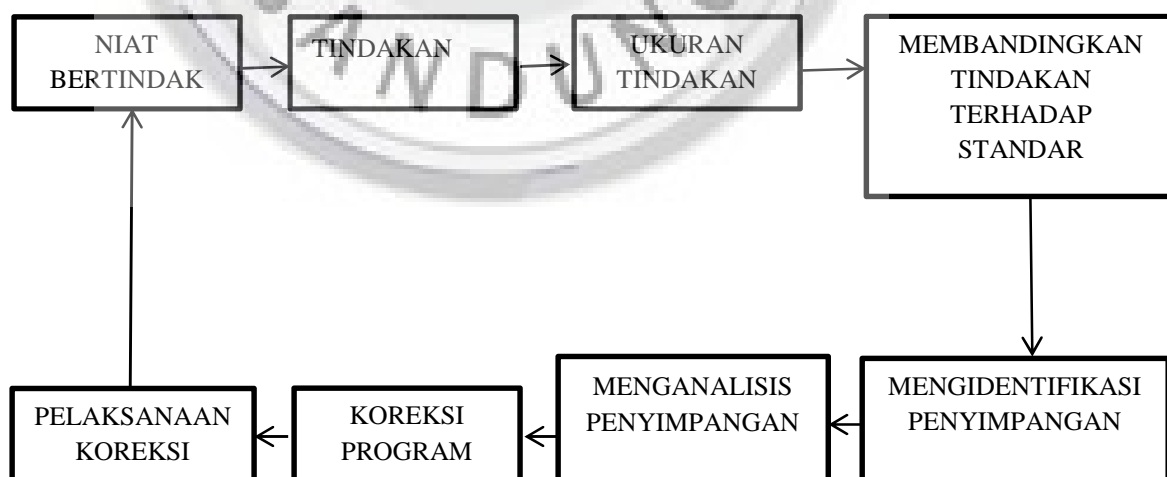 NIAT
BERTINDAK
TINDAKAN
UKURAN
TINDAKAN
MEMBANDINGKAN
TINDAKAN
TERHADAP
STANDAR
MENGIDENTIFIKASI
PENYIMPANGAN
MENGANALISIS
PENYIMPANGAN
KOREKSI
PROGRAM
PELAKSANAAN
KOREKSI